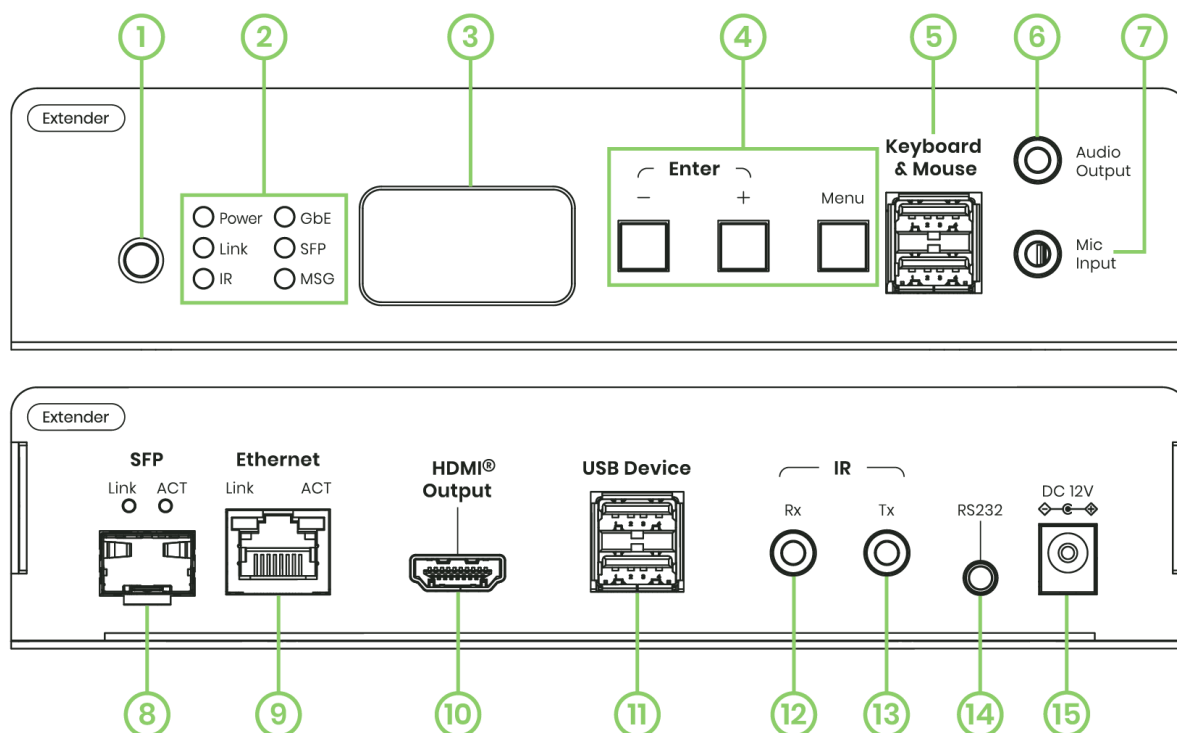 1 2 3 4 5 6 7
Extender
Power GbE
Link SFP
IR MSG
Enter
− + Menu
Keyboard
& Mouse
Audio
Output
Mic
Input
Extender
SFP
Link ACT
Ethernet
Link ACT
HDMI®
Output
USB Device
IR
Rx Tx
RS232
DC 12V
8 9 10 11 12 13 14 15